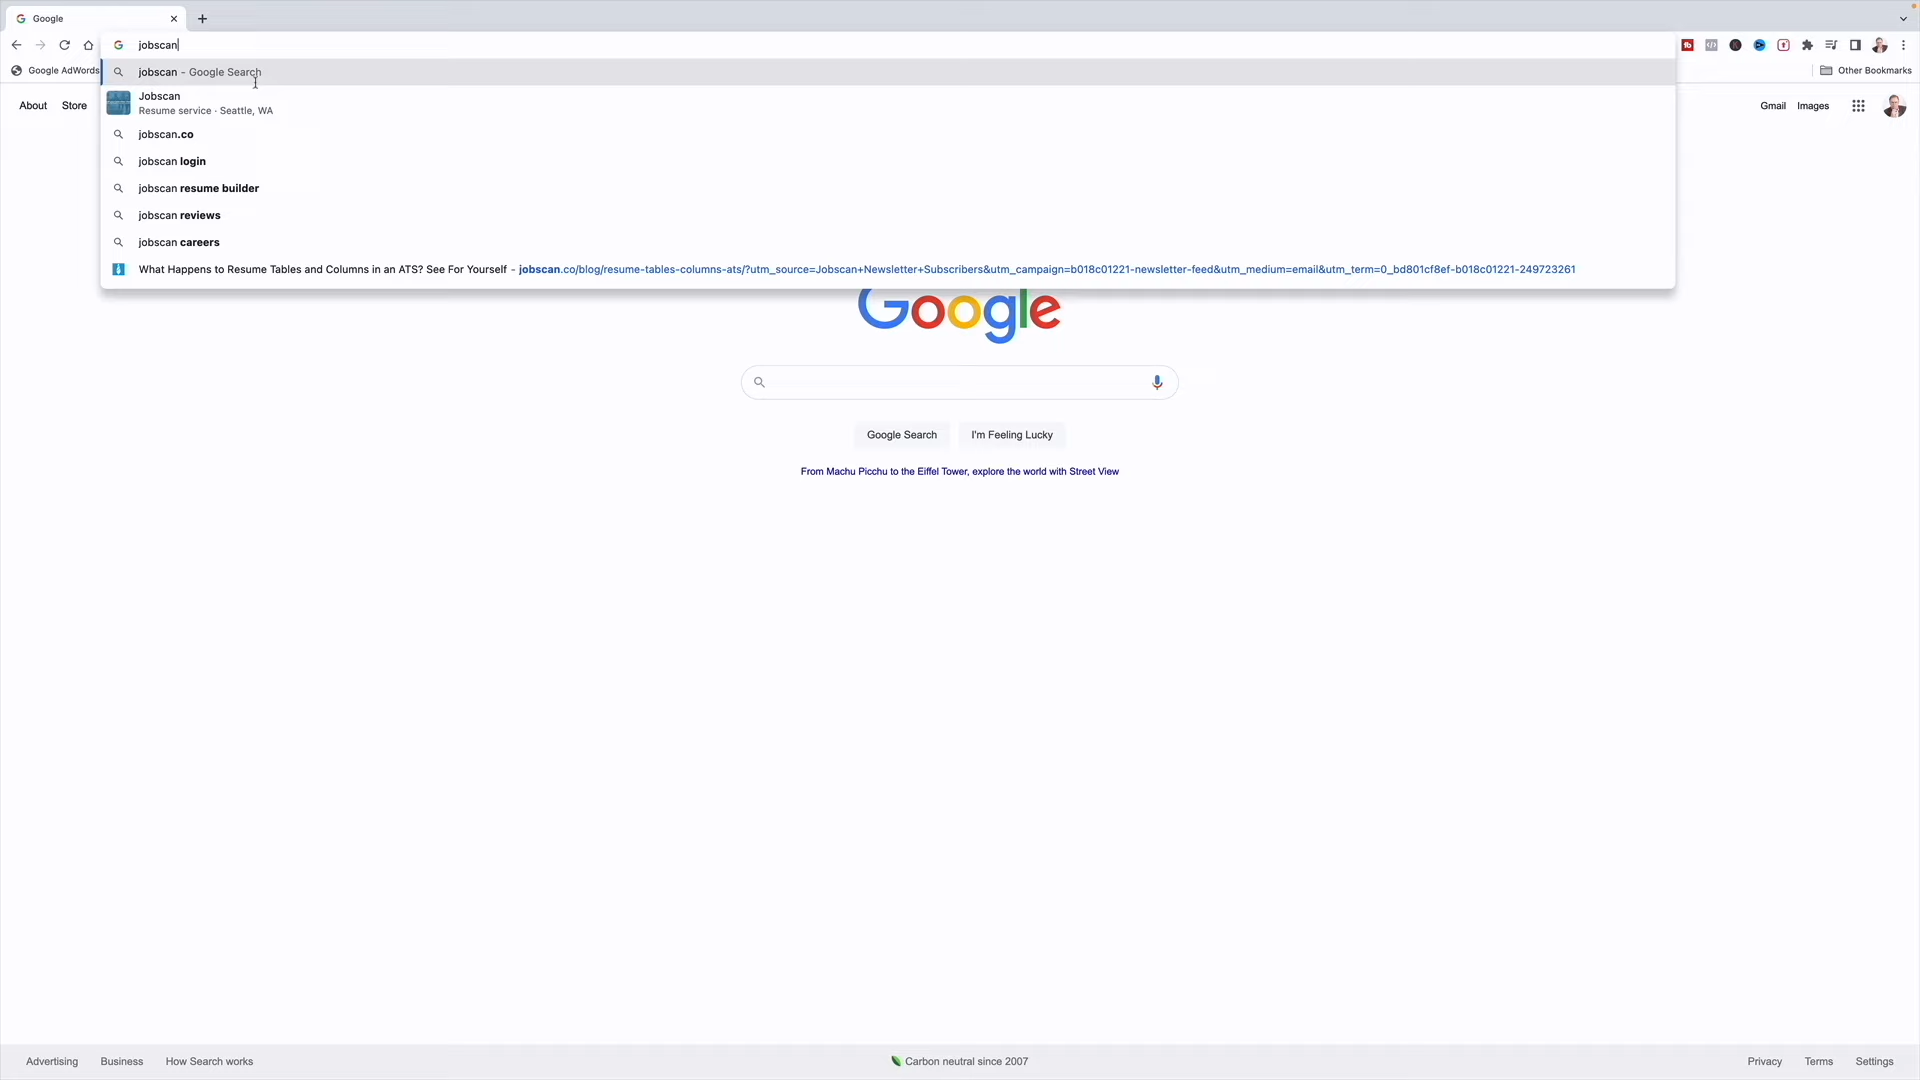 Google
jobscan
Google AdWords
Other Bookmarks
jobscan - Google Search
Jobscan
Resume service · Seattle, WA
jobscan.co
jobscan login
jobscan resume builder
jobscan reviews
jobscan careers
What Happens to Resume Tables and Columns in an ATS? See For Yourself - jobscan.co/blog/resume-tables-columns-ats/?utm_source=Jobscan+Newsletter+Subscribers&utm_campaign=b018c01221-newsletter-feed&utm_medium=email&utm_term=0_bd801cf8ef-b018c01221-249723261
About Store
Gmail Images
Google
Google Search
I'm Feeling Lucky
From Machu Picchu to the Eiffel Tower, explore the world with Street View
Advertising Business How Search works
Carbon neutral since 2007
Privacy Terms Settings